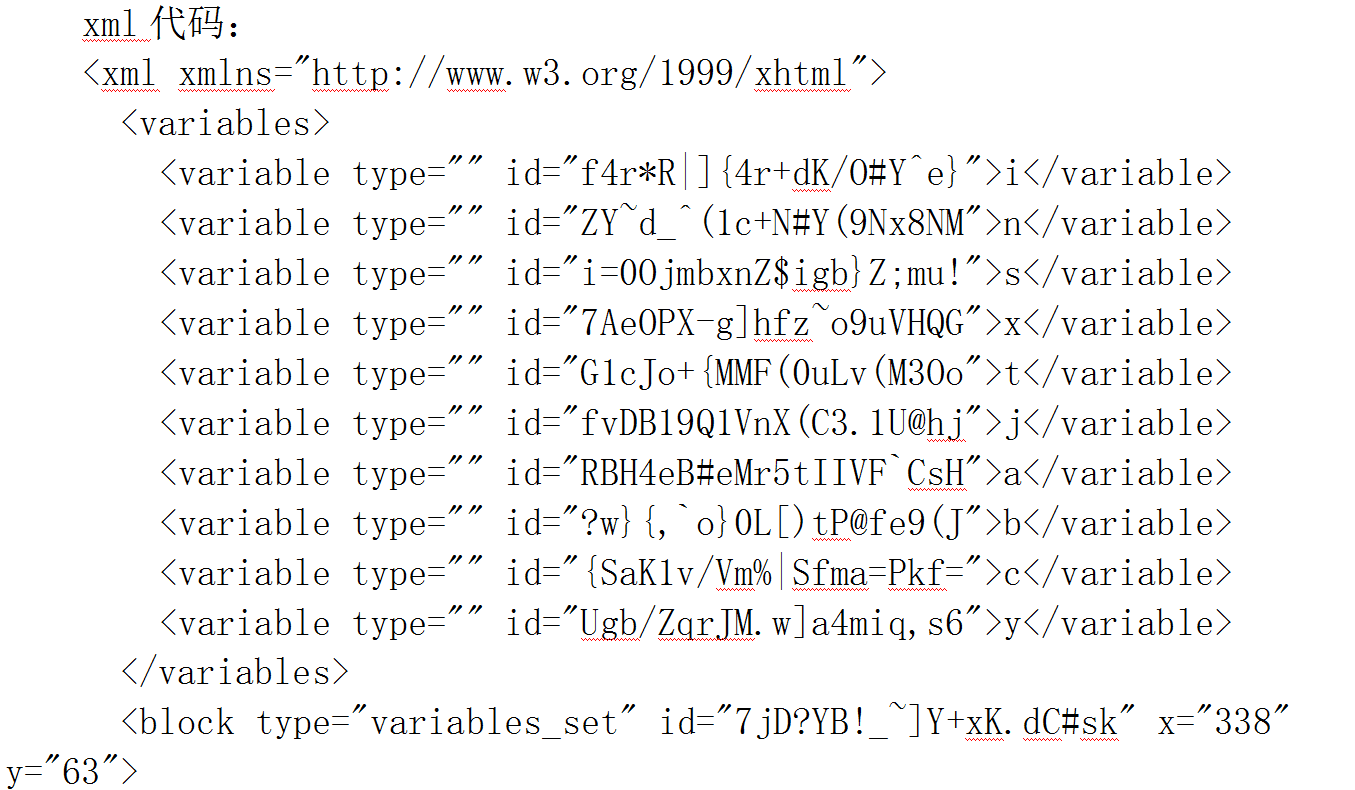 xml 代码：
<xml xmlns="http://www.w3.org/1999/xhtml">
<variables>
<variable type="" id="f4r*R|]{4r+dK/O#Y^e}">i</variable>
<variable type="" id="ZY~d_^(1c+N#Y(9Nx8NM">n</variable>
<variable type="" id="i=0OjmbxnZ$igb}Z;mu!">s</variable>
<variable type="" id="7AeOPX-g]hfz~o9uVHQG">x</variable>
<variable type="" id="G1cJo+{MMF(0uLv(M3Oo">t</variable>
<variable type="" id="fvDB19Q1VnX(C3.1U@hj">j</variable>
<variable type="" id="RBH4eB#eMr5tIIVF`CsH">a</variable>
<variable type="" id="?w}{,`o}0L[)tP@fe9(J">b</variable>
<variable type="" id="{SaK1v/Vm%|Sfma=Pkf=">c</variable>
<variable type="" id="Ugb/ZqrJM.w]a4miq,s6">y</variable>
</variables>
<block type="variables_set" id="7jD?YB!_~]Y+xK.dC#sk" x="338"
y="63">